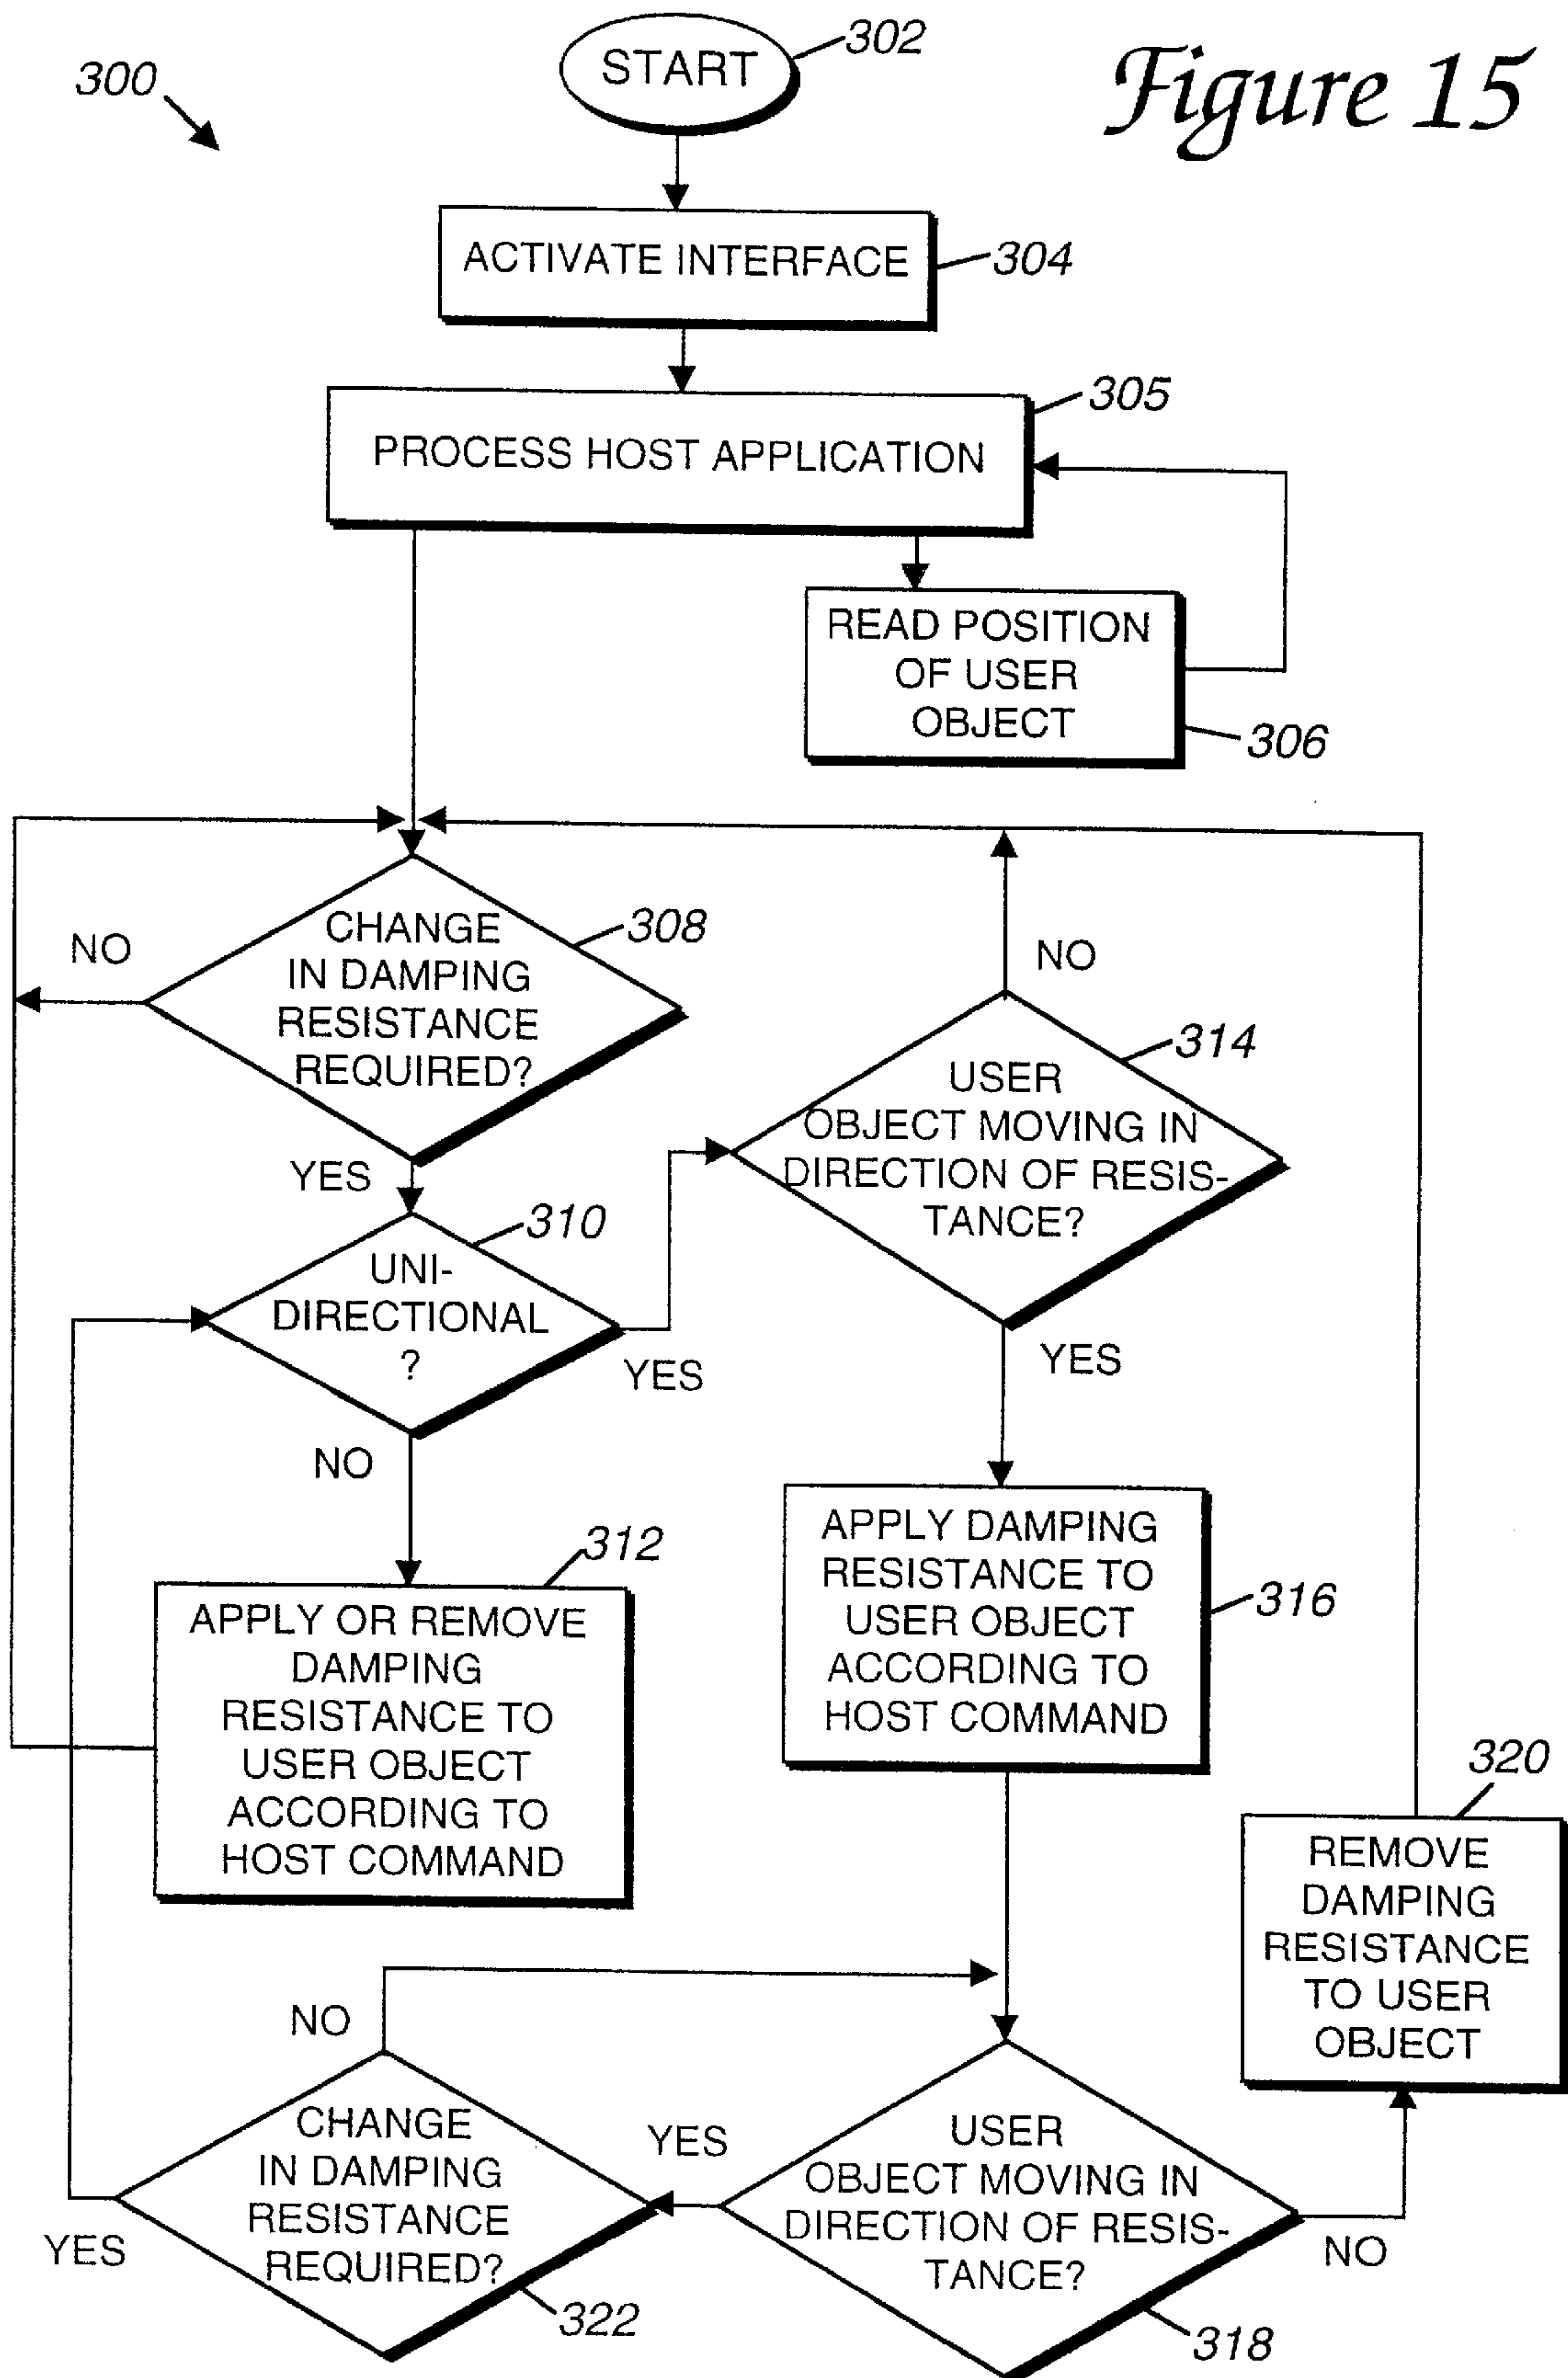 300
START
302
Figure 15
ACTIVATE INTERFACE
304
PROCESS HOST APPLICATION
305
READ POSITION
OF USER
OBJECT
306
CHANGE
IN DAMPING
RESISTANCE
REQUIRED?
308
NO
YES
UNI-
DIRECTIONAL
?
310
YES
NO
USER
OBJECT MOVING IN
DIRECTION OF RESIS-
TANCE?
314
NO
YES
APPLY OR REMOVE
DAMPING
RESISTANCE TO
USER OBJECT
ACCORDING TO
HOST COMMAND
312
APPLY DAMPING
RESISTANCE TO
USER OBJECT
ACCORDING TO
HOST COMMAND
316
REMOVE
DAMPING
RESISTANCE
TO USER
OBJECT
320
CHANGE
IN DAMPING
RESISTANCE
REQUIRED?
322
NO
YES
USER
OBJECT MOVING IN
DIRECTION OF RESIS-
TANCE?
318
YES
NO